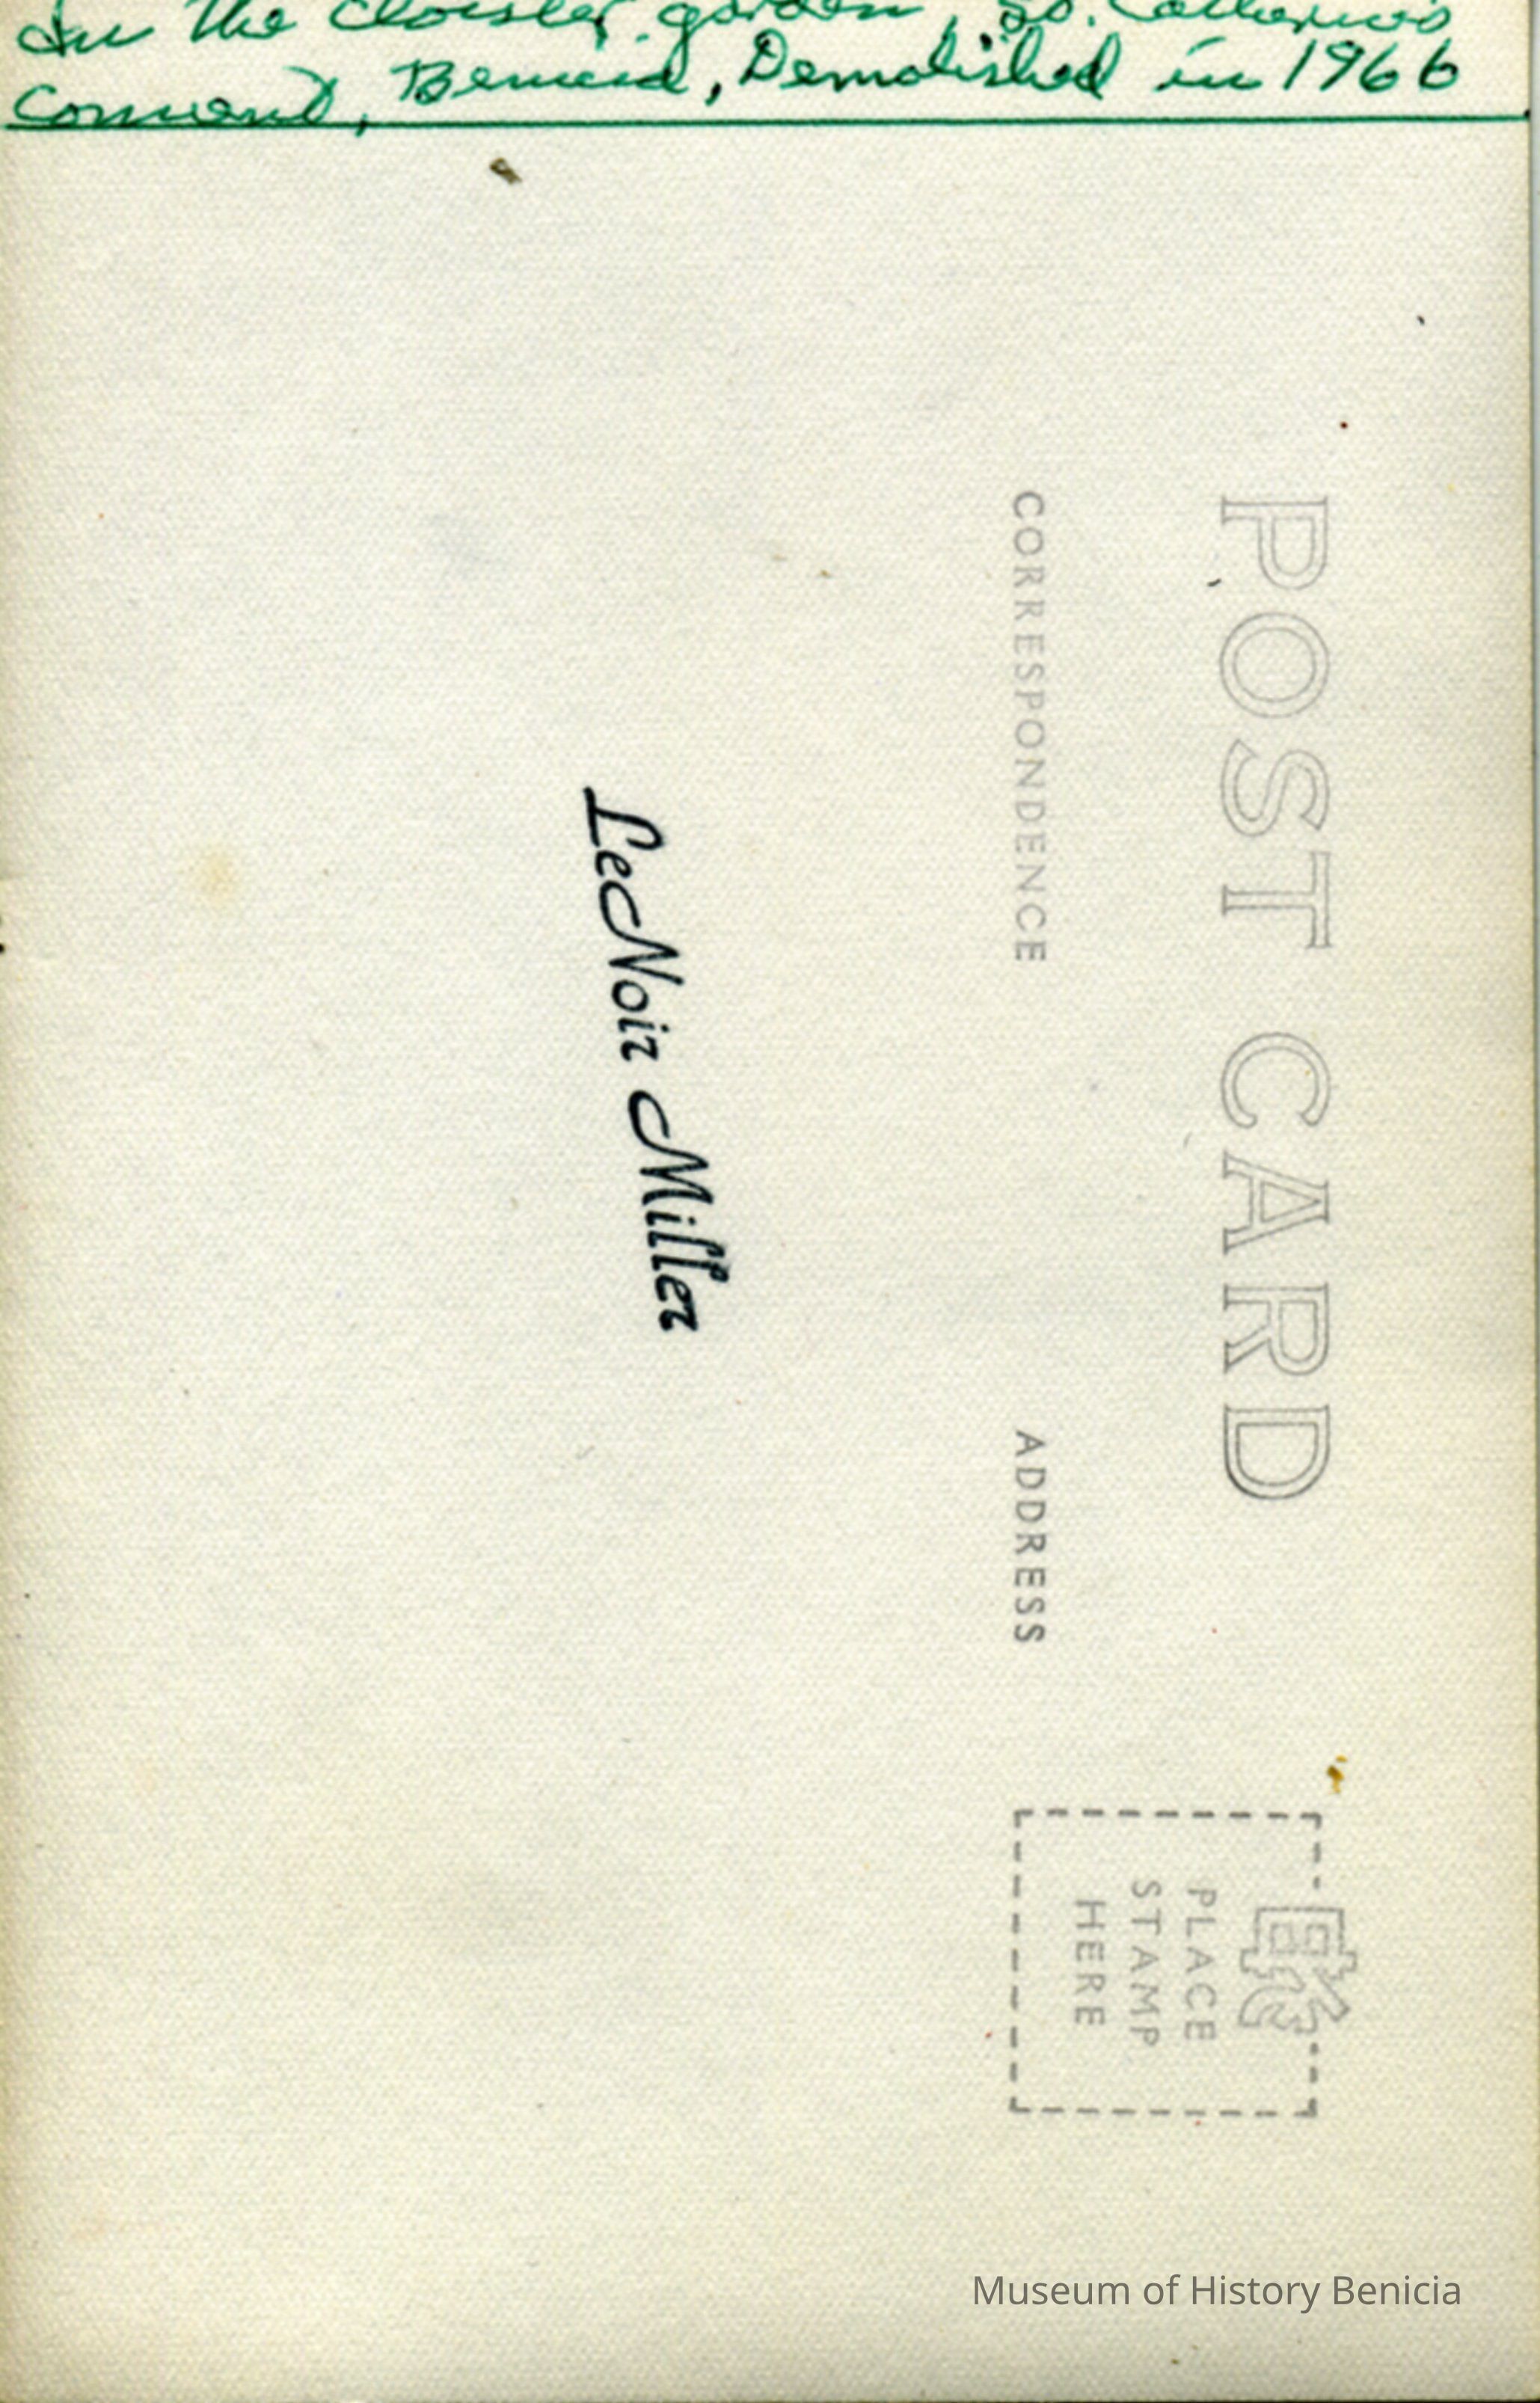 In the Cloister garden, St. Catherine's
Convent, Benicia, Demolished in 1966
POST CARD
CORRESPONDENCE
ADDRESS
PLACE
STAMP
HERE
LeNoir Miller
Museum of History Benicia